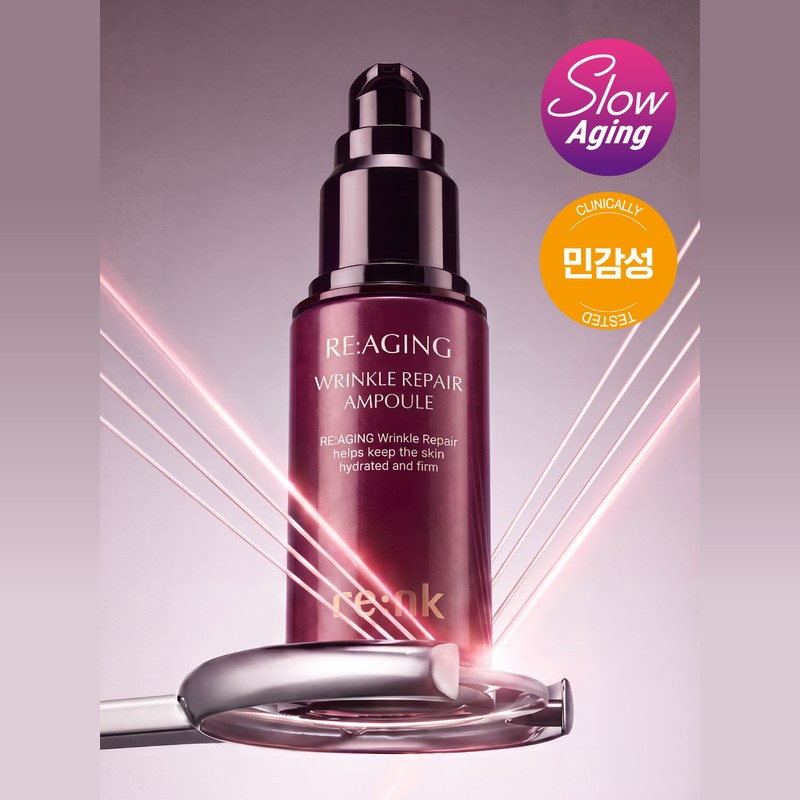 Slow
Aging
CLINICALLY
민감성
TESTED
RE:AGING
WRINKLE REPAIR
AMPOULE
RE:AGING Wrinkle Repair
helps keep the skin
hydrated and firm
re:nk